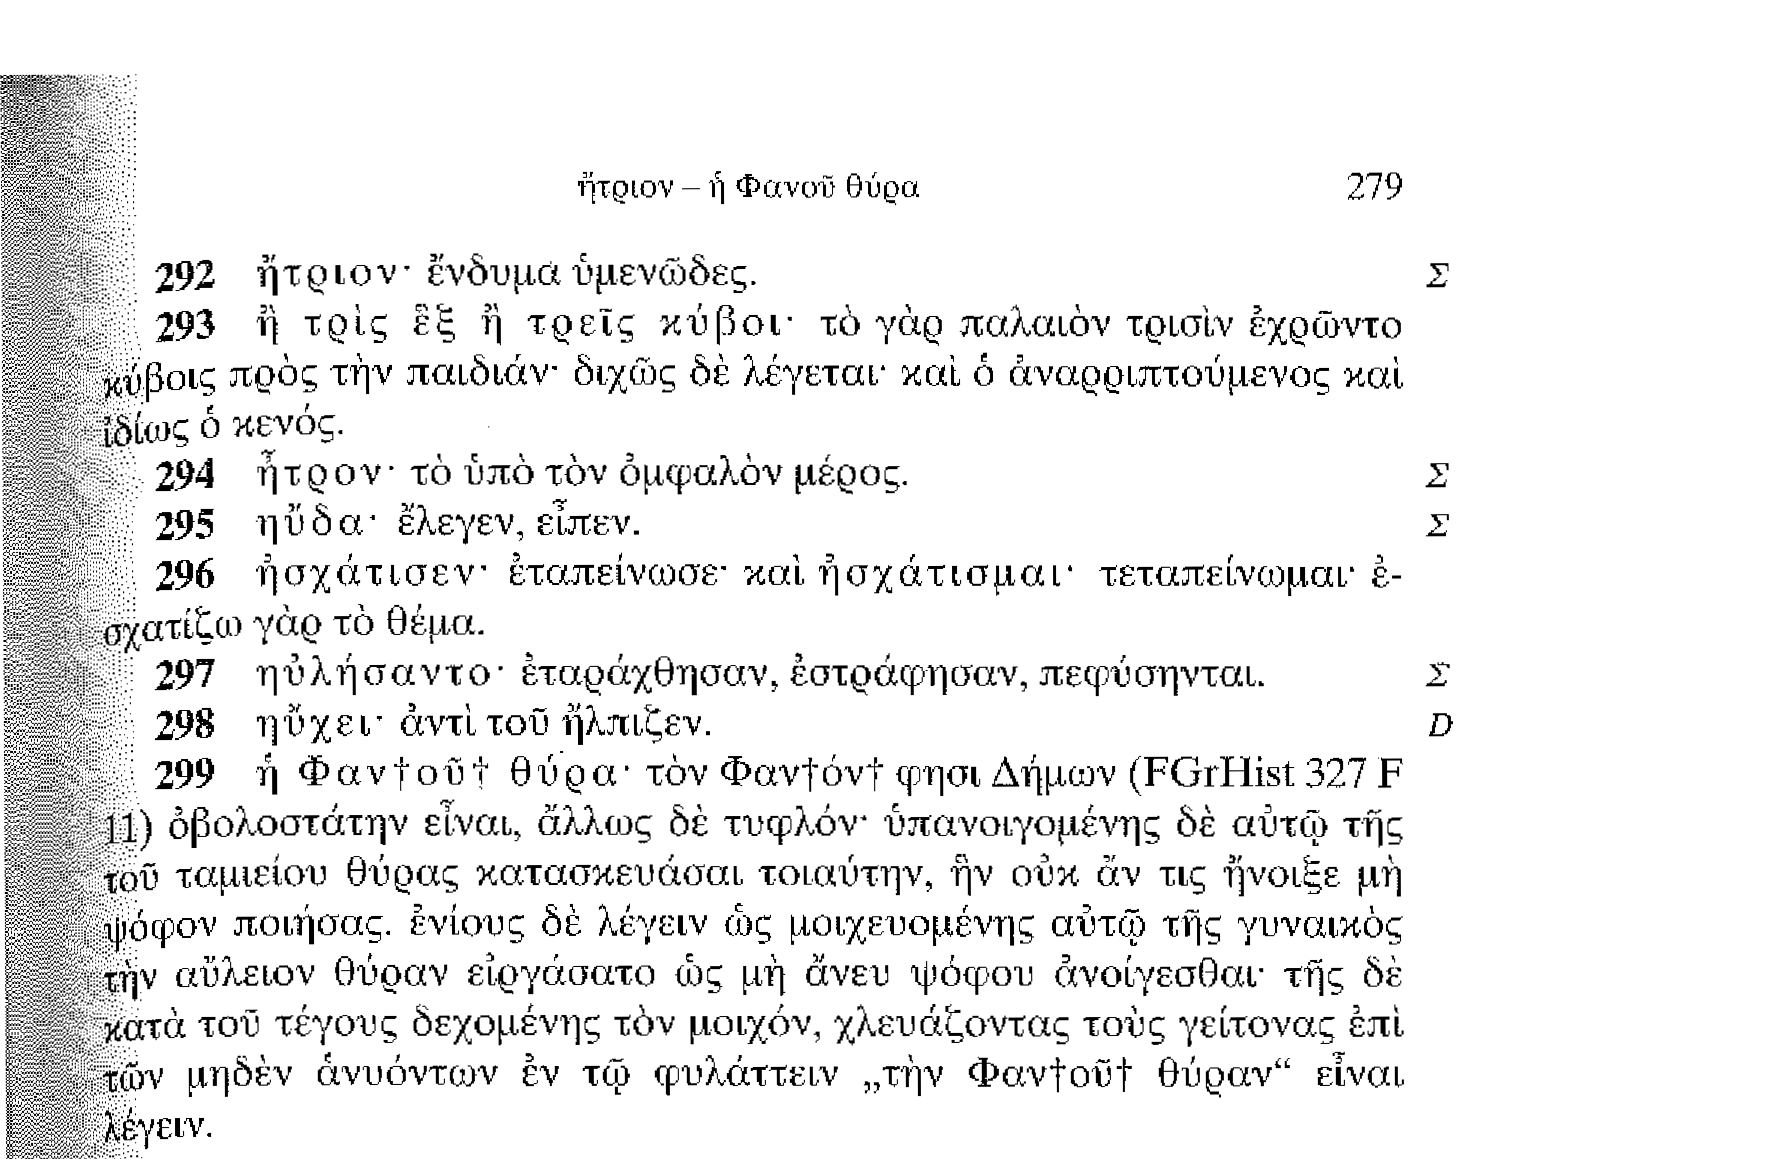 ἤτριον – ἡ Φανοῦ θύρα 279
292 ἤτριον· ἔνδυμα ὑμενῶδες. Σ
293 ἢ τρὶς ἓξ ἢ τρεῖς κύβοι· τὸ γὰρ παλαιὸν τρισὶν ἐχρῶντο
κύβοις πρὸς τὴν παιδιάν· διχῶς δὲ λέγεται· καὶ ὁ ἀναρριπτούμενος καὶ
ἰδίως ὁ κενός.
294 ἦτρον· τὸ ὑπὸ τὸν ὀμφαλὸν μέρος. Σ
295 ηὔδα· ἔλεγεν, εἶπεν. Σ
296 ἠσχάτισεν· ἐταπείνωσε· καὶ ἠσχάτισμαι· τεταπείνωμαι· ἐ-
σχατίζω γὰρ τὸ θέμα.
297 ηὐλήσαντο· ἐταράχθησαν, ἐστράφησαν, πεφύσηνται. Σ
298 ηὔχει· ἀντὶ τοῦ ἤλπιζεν. D
299 ἡ Φαν†οῦ† θύρα· τὸν Φαν†όν† φησι Δήμων (FGrHist 327 F
11) ὀβολοστάτην εἶναι, ἄλλως δὲ τυφλόν· ὑπανοιγομένης δὲ αὐτῷ τῆς
τοῦ ταμιείου θύρας κατασκευάσαι τοιαύτην, ἣν οὐκ ἄν τις ἤνοιξε μὴ
ψόφον ποιήσας. ἐνίους δὲ λέγειν ὡς μοιχευομένης αὐτῷ τῆς γυναικὸς
τὴν αὔλειον θύραν εἰργάσατο ὡς μὴ ἄνευ ψόφου ἀνοίγεσθαι· τῆς δὲ
κατὰ τοῦ τέγους δεχομένης τὸν μοιχόν, χλευάζοντας τοὺς γείτονας ἐπὶ
τῶν μηδὲν ἀνυόντων ἐν τῷ φυλάττειν „τὴν Φαν†οῦ† θύραν“ εἶναι
λέγειν.